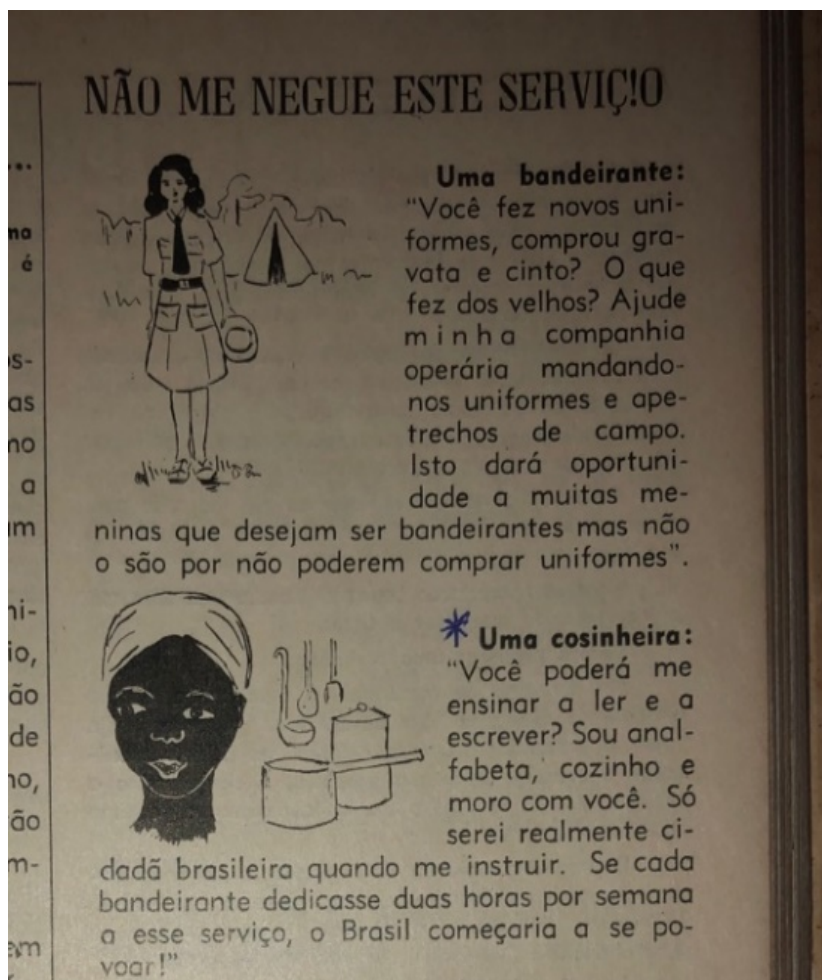 NÃO ME NEGUE ESTE SERVIÇ!O
Uma bandeirante:
"Você fez novos uni-
formes, comprou gra-
vata e cinto? O que
fez dos velhos? Ajude
minha companhia
operária mandando-
nos uniformes e ape-
trechos de campo.
Isto dará oportuni-
dade a muitas me-
ninas que desejam ser bandeirantes mas não
o são por não poderem comprar uniformes".
* Uma cosinheira:
"Você poderá me
ensinar a ler e a
escrever? Sou anal-
fabeta, cozinho e
moro com você. Só
serei realmente ci-
dadã brasileira quando me instruir. Se cada
bandeirante dedicasse duas horas por semana
a esse serviço, o Brasil começaria a se po-
voar!"